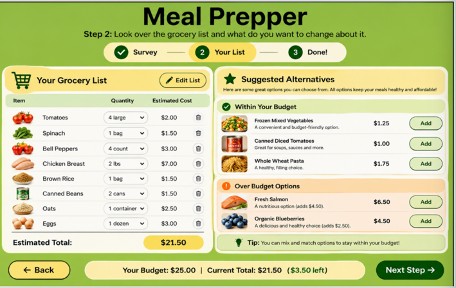 Meal Prepper
Step 2: Look over the grocery list and what do you want to change about it.
Survey
2 Your List
3 Done!
Your Grocery List
Edit List
Item Quantity Estimated Cost
Tomatoes 4 large $2.00
Spinach 1 bag $1.50
Bell Peppers 4 count $3.00
Chicken Breast 2 lbs $7.00
Brown Rice 1 bag $1.50
Canned Beans 2 cans $1.50
Oats 1 container $2.50
Eggs 1 dozen $3.00
Estimated Total: $21.50
Suggested Alternatives
Here are some great options you can choose from. All options keep your meals healthy and affordable!
Within Your Budget
Frozen Mixed Vegetables
A convenient and budget-friendly option.
$1.25
Add
Canned Diced Tomatoes
Great for soups, sauces and more.
$1.00
Add
Whole Wheat Pasta
A healthy, filling choice.
$1.75
Add
Over Budget Options
Fresh Salmon
A nutritious option (adds $4.50).
$6.50
Add
Organic Blueberries
A delicious and healthy choice (adds $2.50).
$4.50
Add
Tip: You can mix and match options to stay within your budget!
← Back
Your Budget: $25.00 | Current Total: $21.50 ($3.50 left)
Next Step →